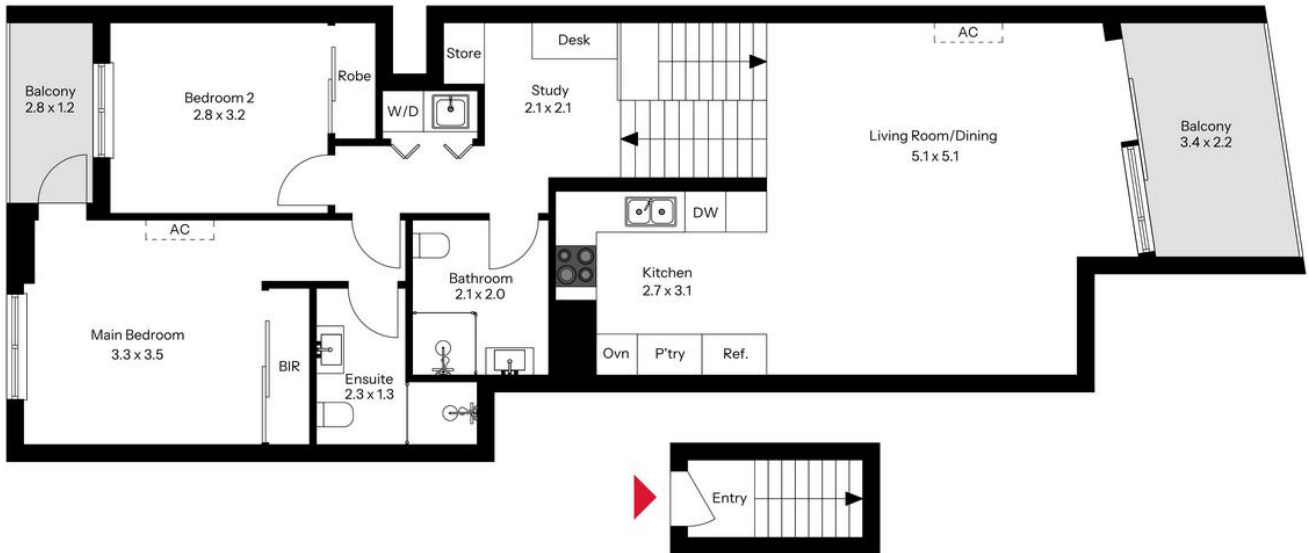 Balcony
2.8 x 1.2
Bedroom 2
2.8 x 3.2
Robe
Store
Desk
W/D
Study
2.1 x 2.1
AC
Living Room/Dining
5.1 x 5.1
Balcony
3.4 x 2.2
AC
DW
Kitchen
2.7 x 3.1
Bathroom
2.1 x 2.0
Main Bedroom
3.3 x 3.5
BIR
Ensuite
2.3 x 1.3
Ovn
P'try
Ref.
Entry